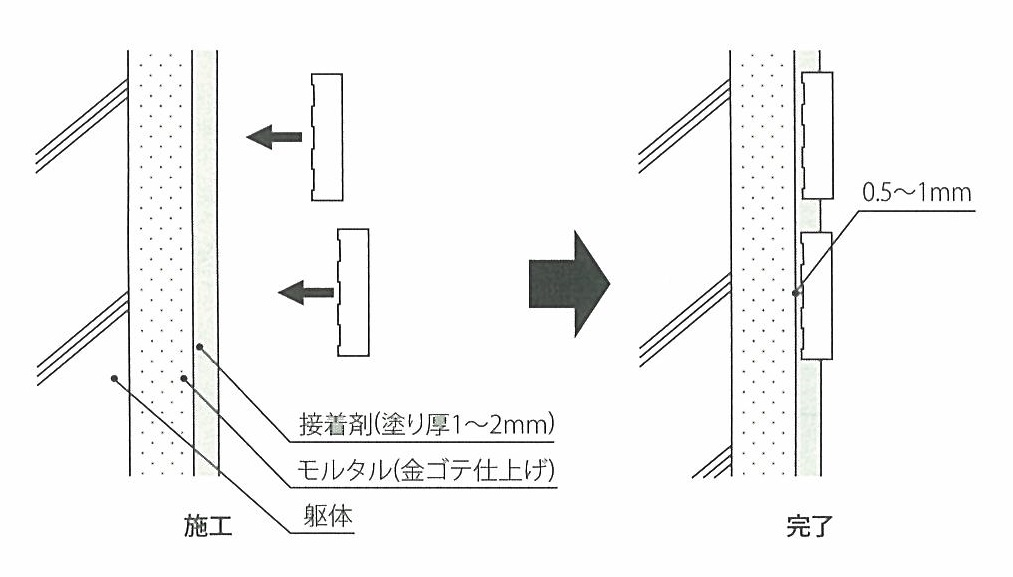 0.5～1mm
接着剤(塗り厚1～2mm)
モルタル(金ゴテ仕上げ)
躯体
施工
完了